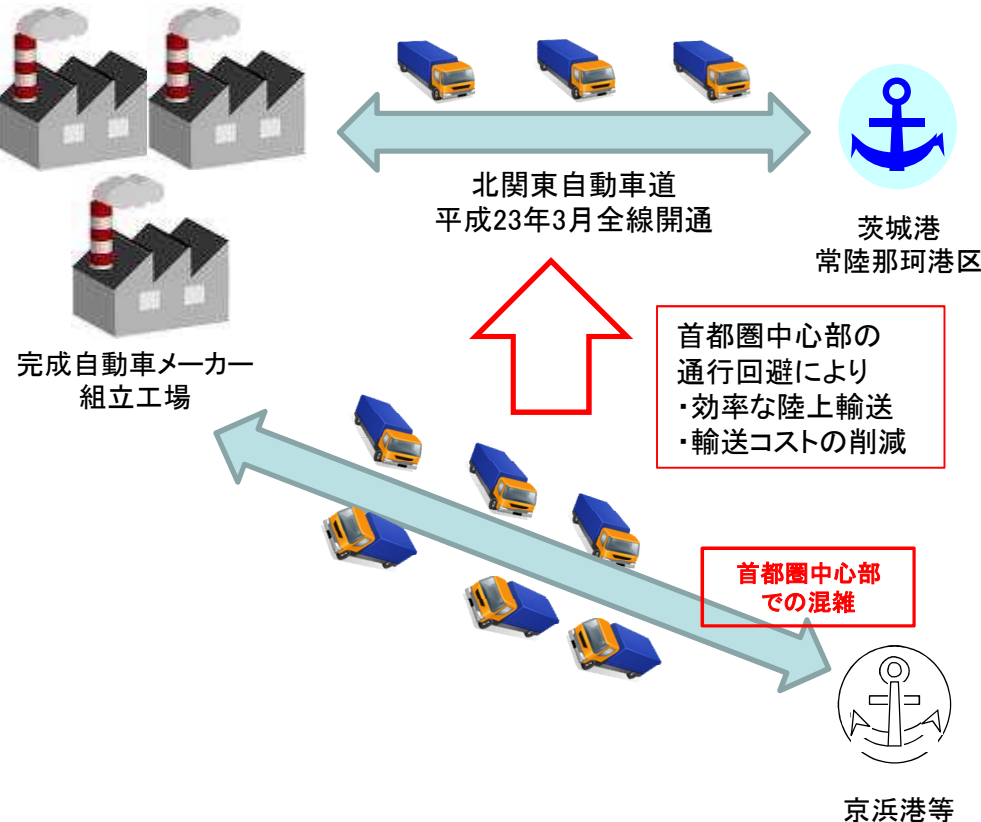 北関東自動車道
平成23年3月全線開通
茨城港
常陸那珂港区
完成自動車メーカー
組立工場
首都圏中心部の
通行回避により
・効率な陸上輸送
・輸送コストの削減
首都圏中心部
での混雑
京浜港等